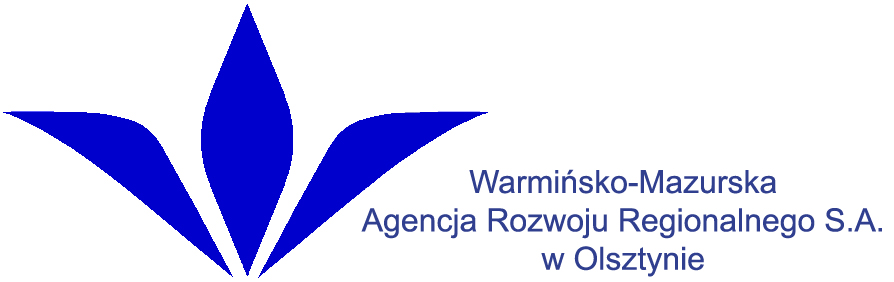 Warmińsko-Mazurska
Agencja Rozwoju Regionalnego S.A.
w Olsztynie